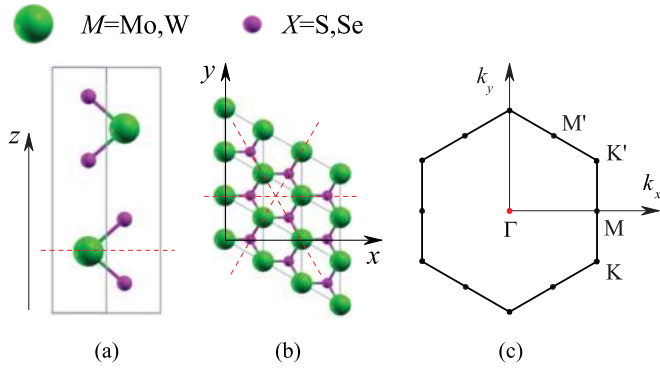 M=Mo,W X=S,Se
z
y
x
k_y
M'
K'
k_x
Γ
M
K
(a) (b) (c)